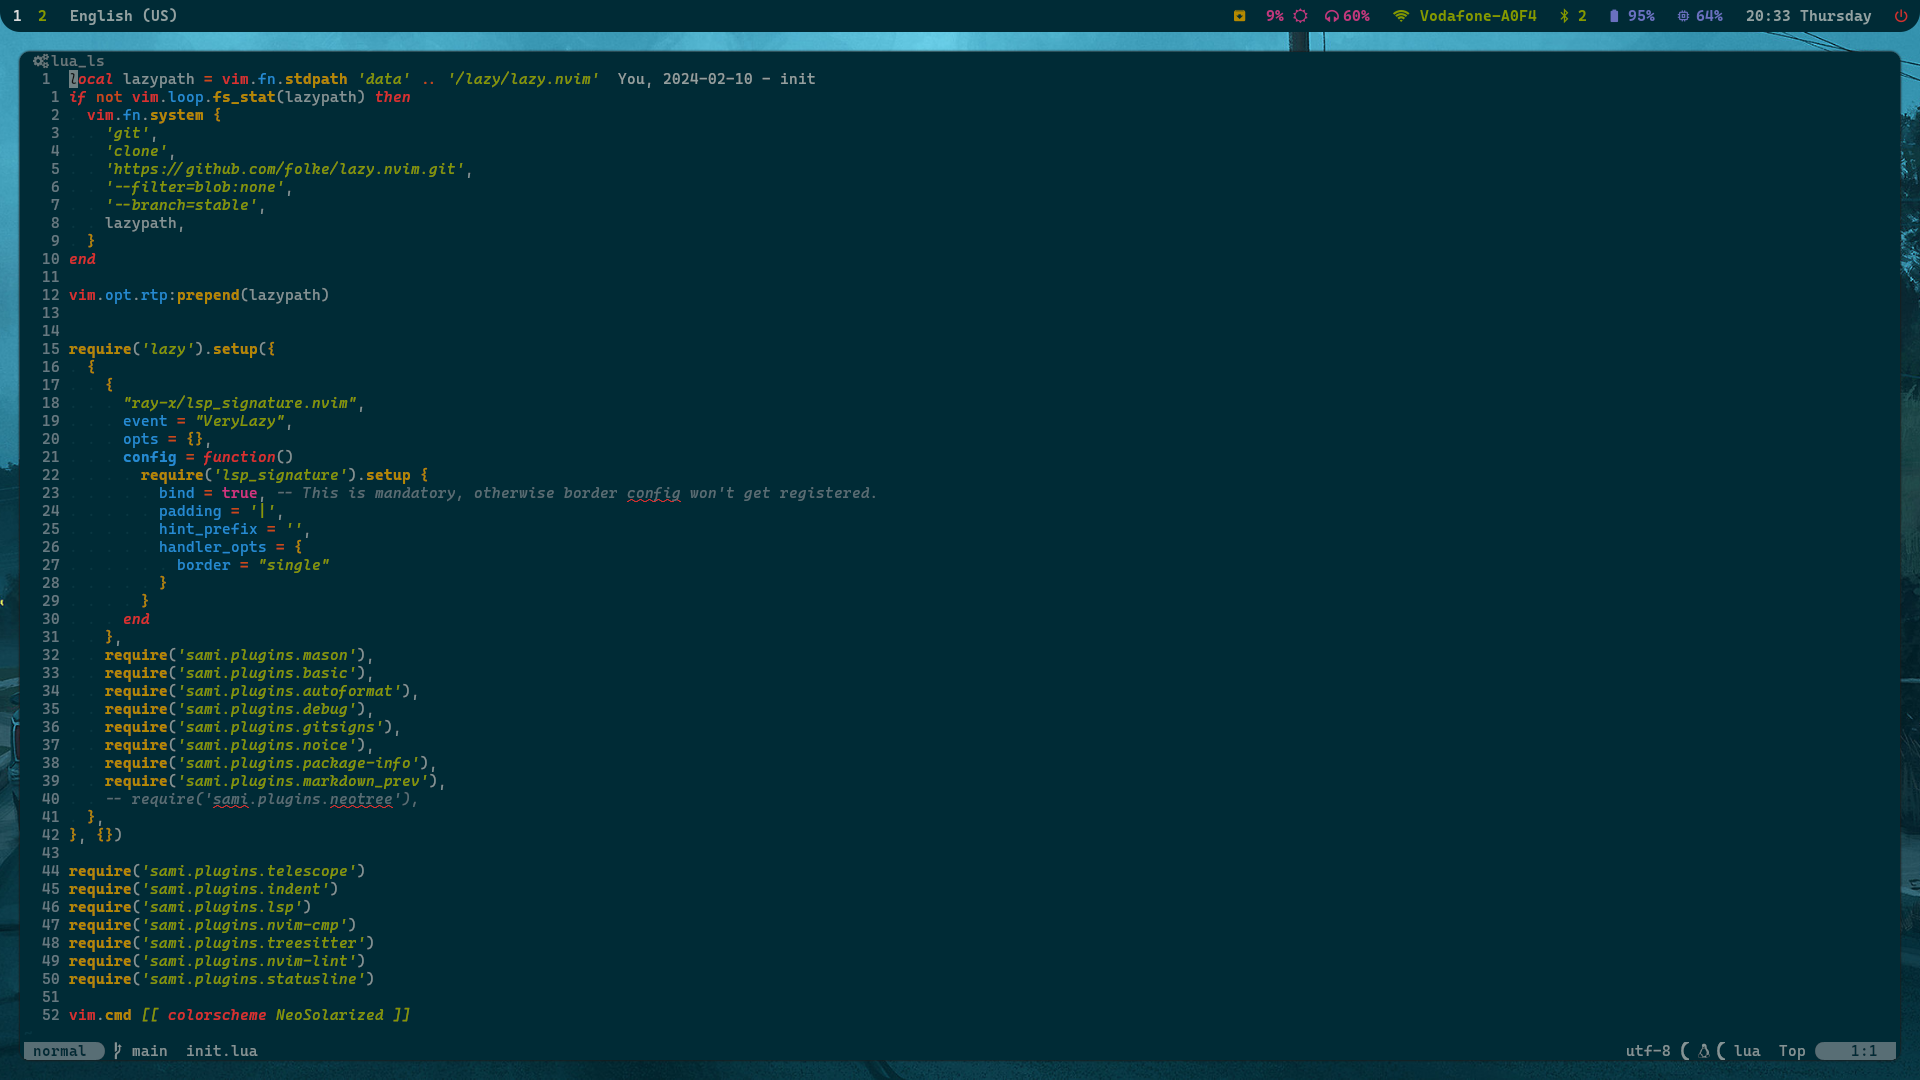 1 2 English (US) 9% 60% Vodafone-A0F4 2 95% 64% 20:33 Thursday
lua_ls
1 local lazypath = vim.fn.stdpath 'data' .. '/lazy/lazy.nvim' You, 2024-02-10 - init
1 if not vim.loop.fs_stat(lazypath) then
2 vim.fn.system {
3 'git',
4 'clone',
5 'https://github.com/folke/lazy.nvim.git',
6 '--filter=blob:none',
7 '--branch=stable',
8 lazypath,
9 }
10 end
11
12 vim.opt.rtp:prepend(lazypath)
13
14
15 require('lazy').setup({
16 {
17 {
18 "ray-x/lsp_signature.nvim",
19 event = "VeryLazy",
20 opts = {},
21 config = function()
22 require('lsp_signature').setup {
23 bind = true, -- This is mandatory, otherwise border config won't get registered.
24 padding = '|',
25 hint_prefix = '',
26 handler_opts = {
27 border = "single"
28 }
29 }
30 end
31 },
32 require('sami.plugins.mason'),
33 require('sami.plugins.basic'),
34 require('sami.plugins.autoformat'),
35 require('sami.plugins.debug'),
36 require('sami.plugins.gitsigns'),
37 require('sami.plugins.noice'),
38 require('sami.plugins.package-info'),
39 require('sami.plugins.markdown_prev'),
40 -- require('sami.plugins.neotree'),
41 },
42 }, {})
43
44 require('sami.plugins.telescope')
45 require('sami.plugins.indent')
46 require('sami.plugins.lsp')
47 require('sami.plugins.nvim-cmp')
48 require('sami.plugins.treesitter')
49 require('sami.plugins.nvim-lint')
50 require('sami.plugins.statusline')
51
52 vim.cmd [[ colorscheme NeoSolarized ]]
normal main init.lua utf-8 ( ( lua Top 1:1